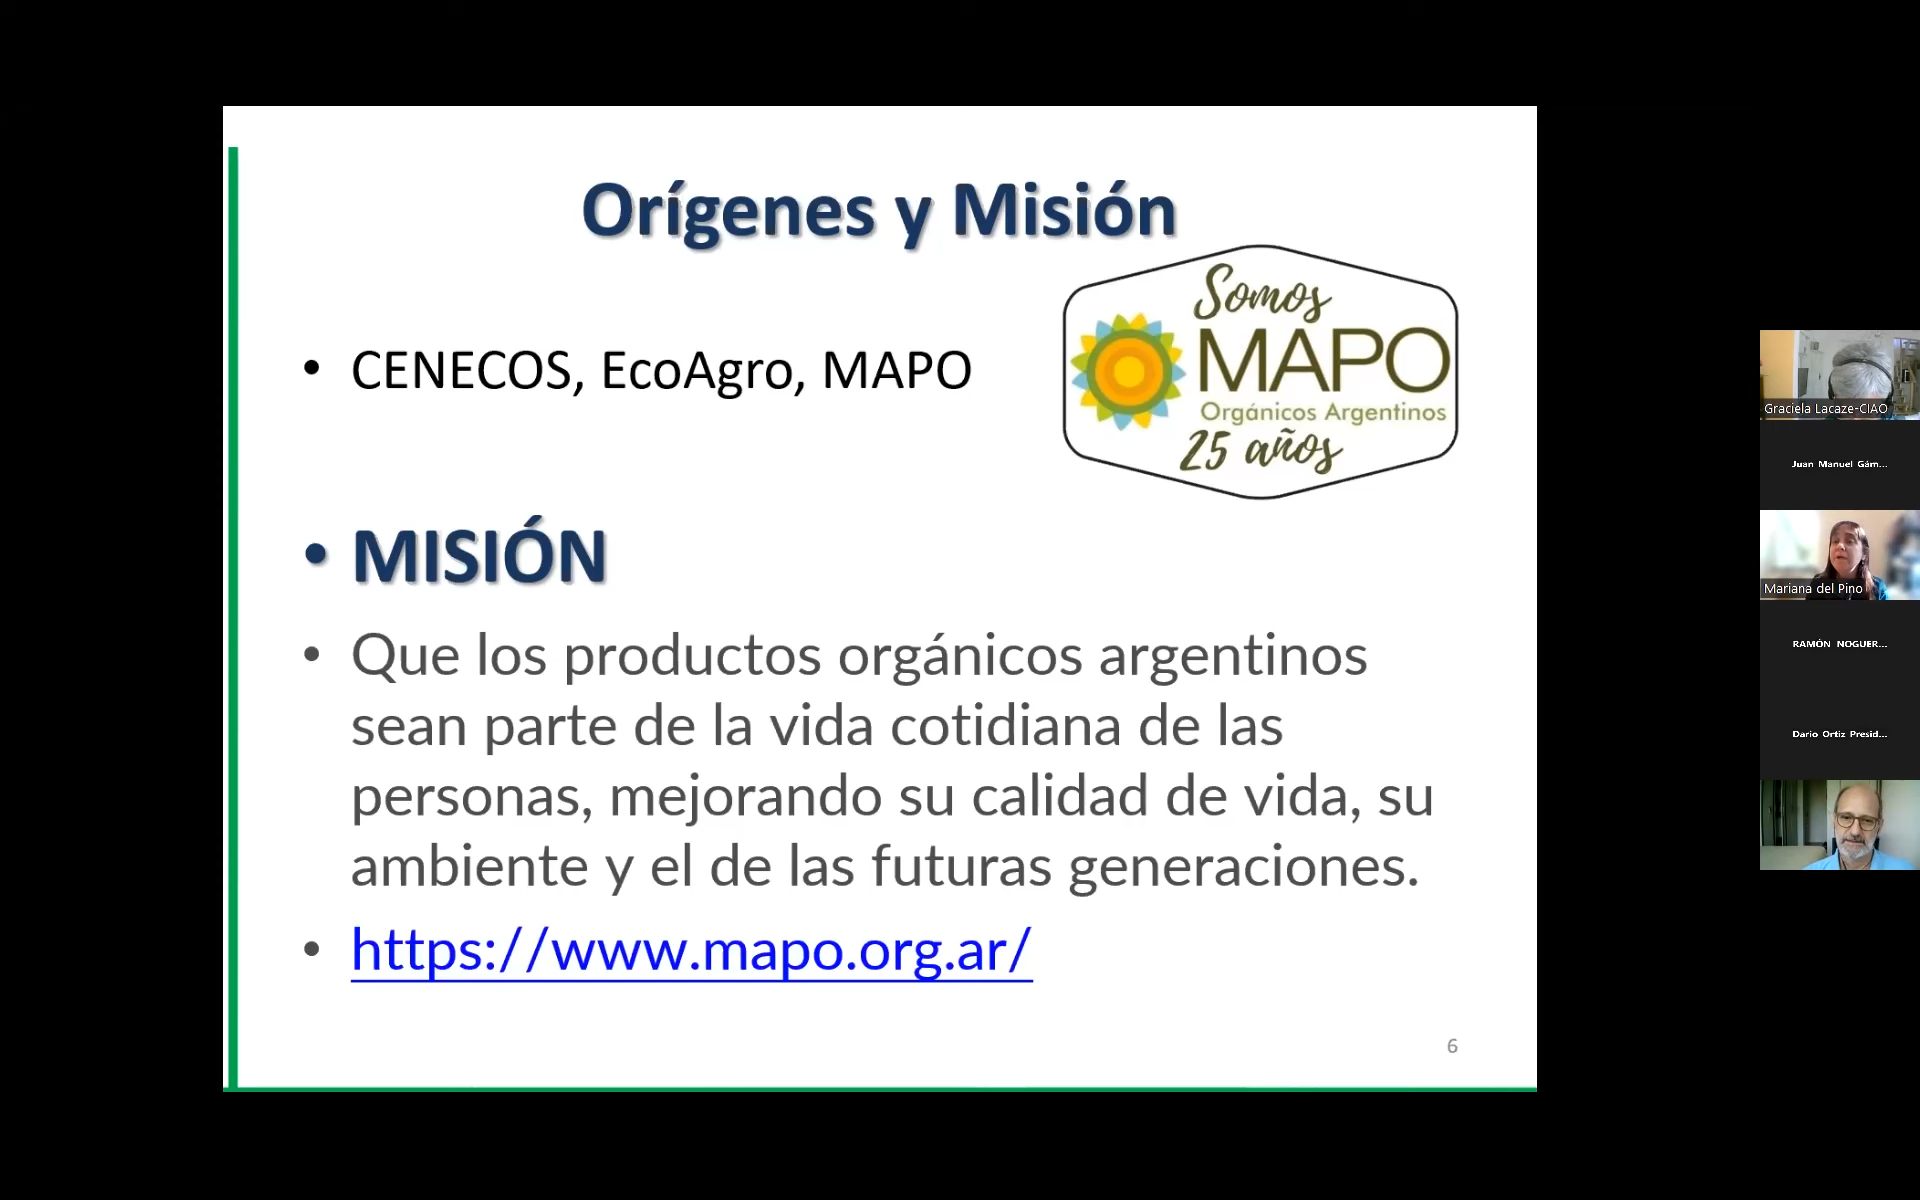 Orígenes y Misión
Somos
MAPO
Orgánicos Argentinos
25 años
• CENECOS, EcoAgro, MAPO
• MISIÓN
• Que los productos orgánicos argentinos
sean parte de la vida cotidiana de las
personas, mejorando su calidad de vida, su
ambiente y el de las futuras generaciones.
• https://www.mapo.org.ar/
6
Graciela Lacaze-CIAO
Juan Manuel Gám...
Mariana del Pino
RAMÓN NOGUER...
Dario Ortiz Presid...